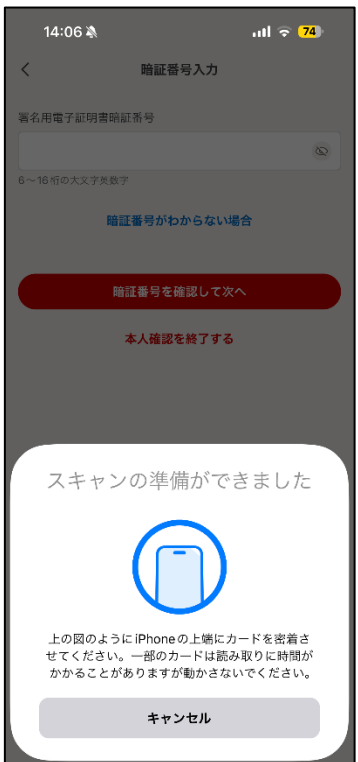 14:06
74
暗証番号入力
署名用電子証明書暗証番号
6～16桁の大文字英数字
暗証番号がわからない場合
暗証番号を確認して次へ
本人確認を終了する
スキャンの準備ができました
上の図のようにiPhoneの上端にカードを密着さ
せてください。一部のカードは読み取りに時間が
かかることがありますが動かさないでください。
キャンセル